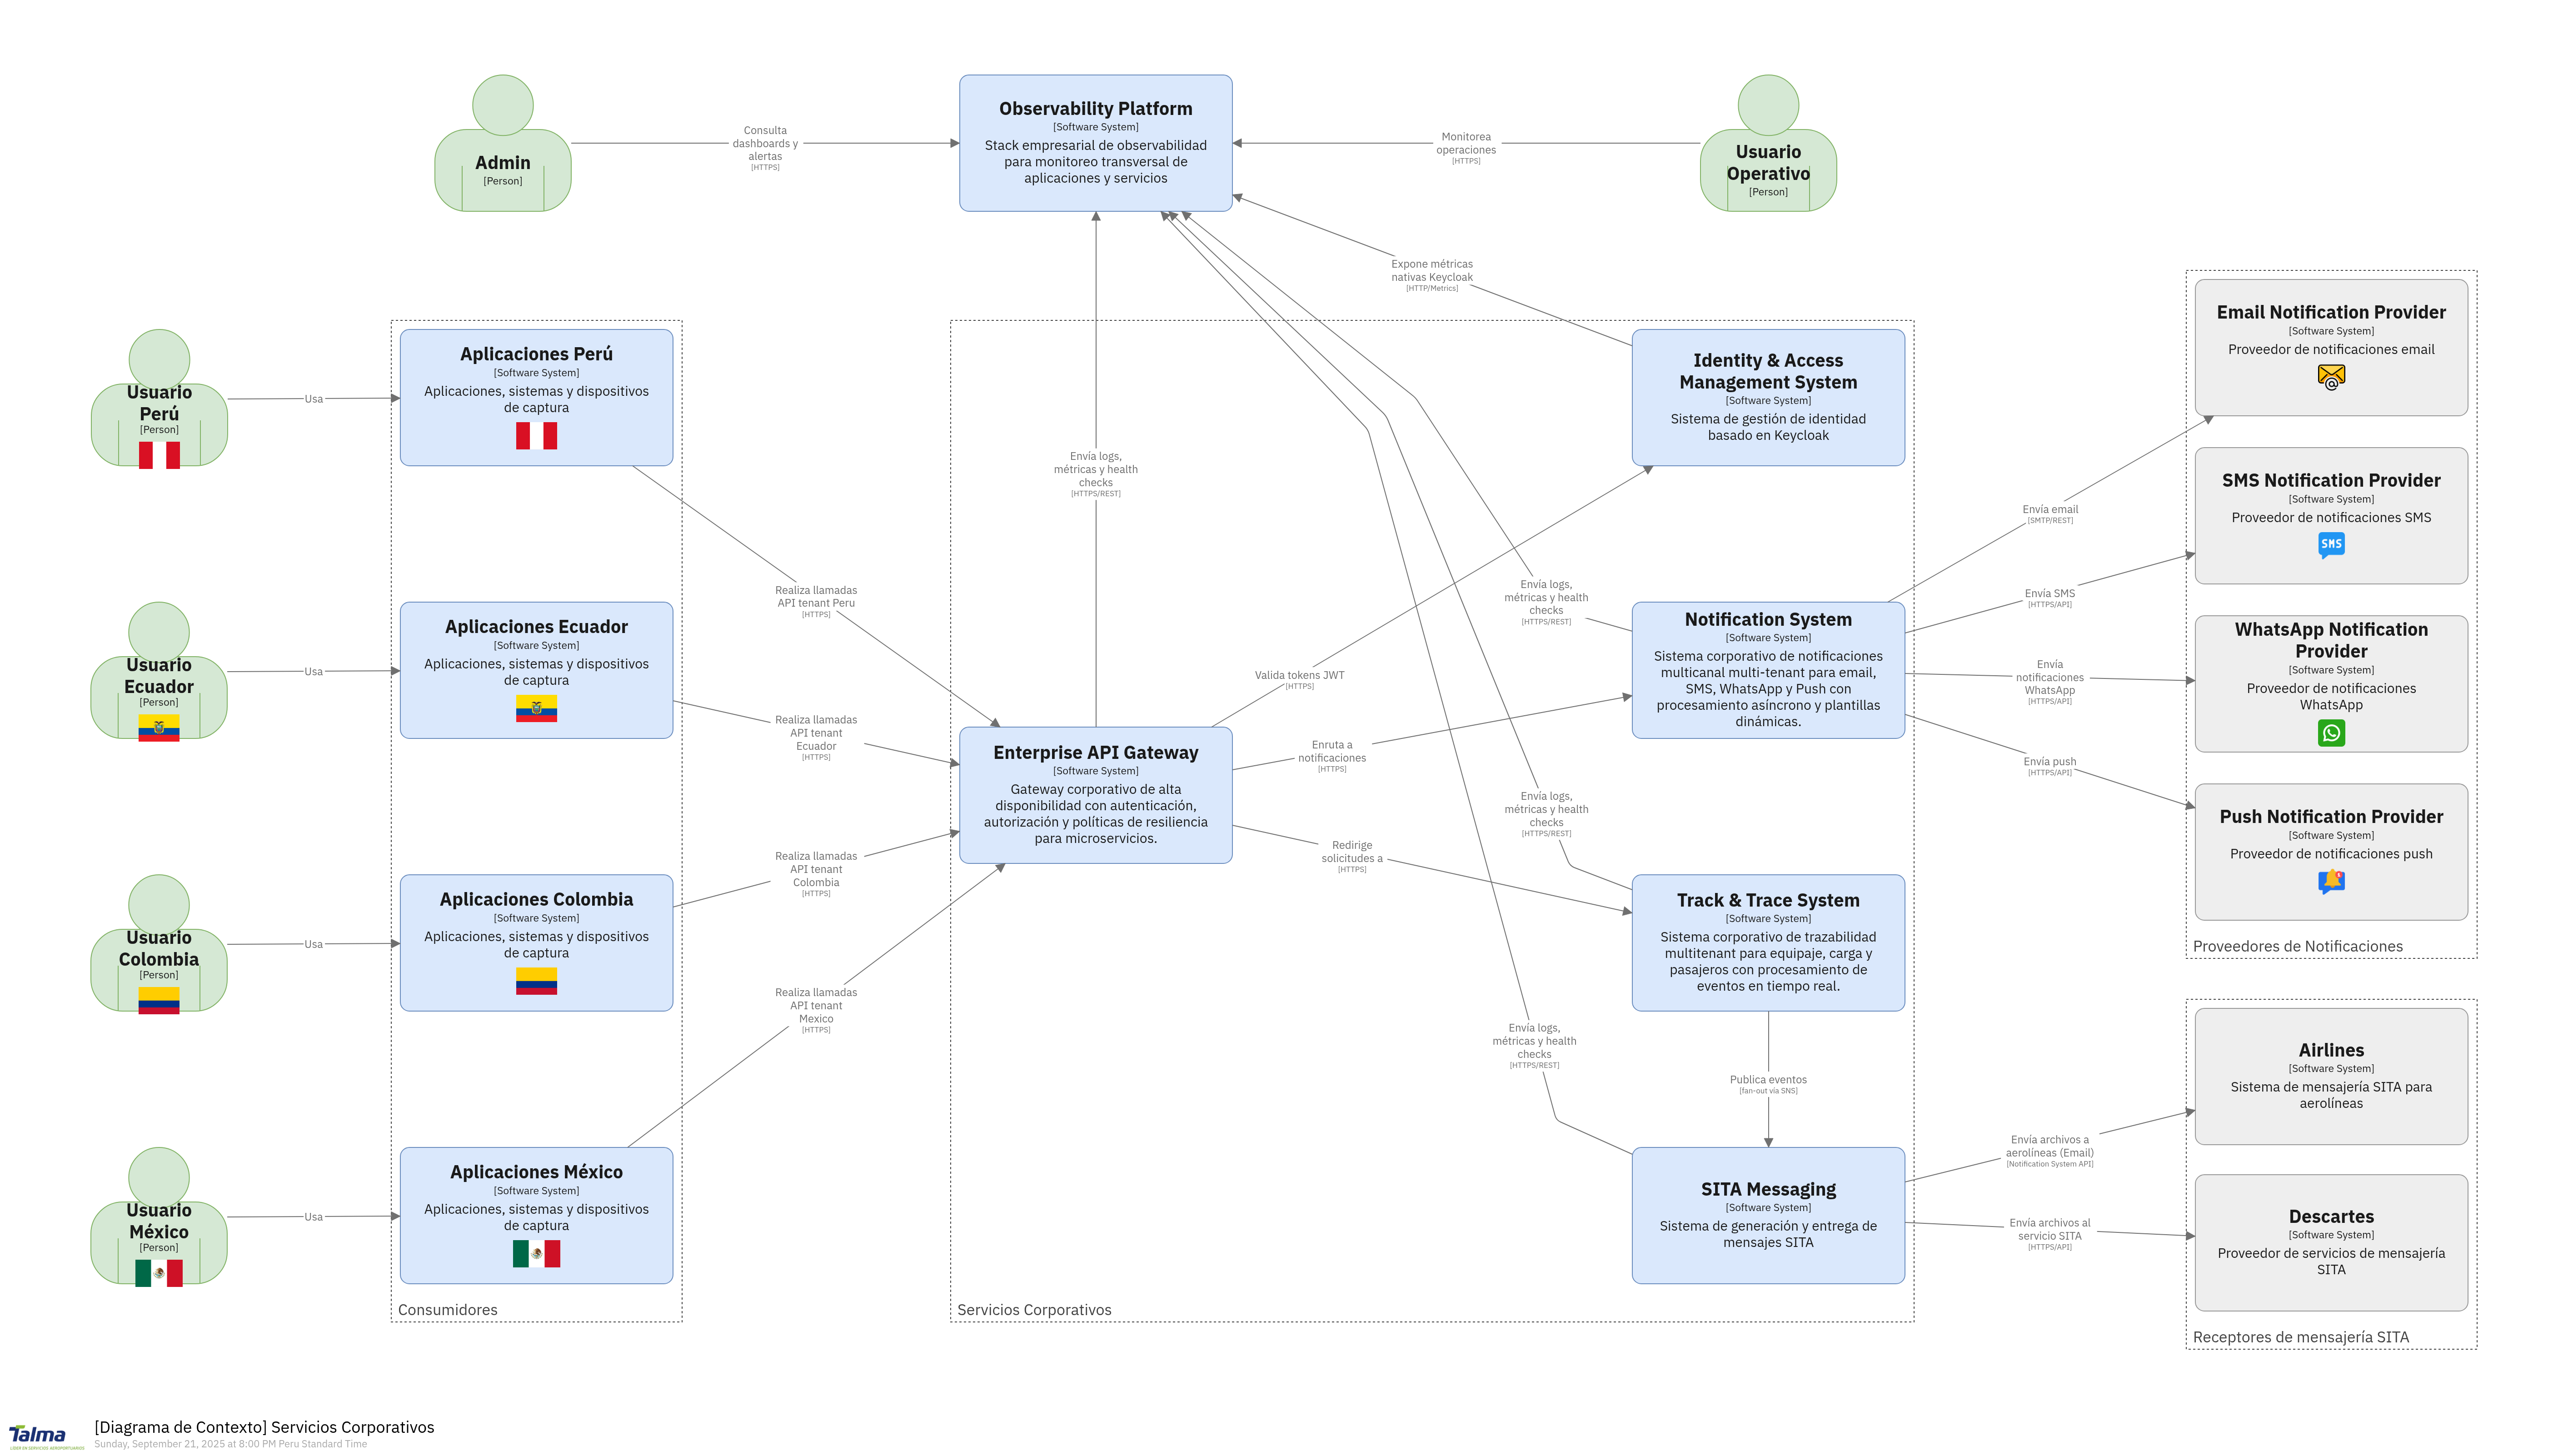 Admin
[Person]
Consulta
dashboards y
alertas
[HTTPS]
Observability Platform
[Software System]
Stack empresarial de observabilidad
para monitoreo transversal de
aplicaciones y servicios
Monitorea
operaciones
[HTTPS]
Usuario
Operativo
[Person]
Expone métricas
nativas Keycloak
[HTTP/Metrics]
Usuario
Perú
[Person]
Usa
Aplicaciones Perú
[Software System]
Aplicaciones, sistemas y dispositivos
de captura
Usuario
Ecuador
[Person]
Usa
Aplicaciones Ecuador
[Software System]
Aplicaciones, sistemas y dispositivos
de captura
Usuario
Colombia
[Person]
Usa
Aplicaciones Colombia
[Software System]
Aplicaciones, sistemas y dispositivos
de captura
Usuario
México
[Person]
Usa
Aplicaciones México
[Software System]
Aplicaciones, sistemas y dispositivos
de captura
Consumidores
Realiza llamadas
API tenant Peru
[HTTPS]
Realiza llamadas
API tenant
Ecuador
[HTTPS]
Realiza llamadas
API tenant
Colombia
[HTTPS]
Realiza llamadas
API tenant
Mexico
[HTTPS]
Envía logs,
métricas y health
checks
[HTTPS/REST]
Enterprise API Gateway
[Software System]
Gateway corporativo de alta
disponibilidad con autenticación,
autorización y políticas de resiliencia
para microservicios.
Valida tokens JWT
[HTTPS]
Enruta a
notificaciones
[HTTPS]
Redirige
solicitudes a
[HTTPS]
Envía logs,
métricas y health
checks
[HTTPS/REST]
Envía logs,
métricas y health
checks
[HTTPS/REST]
Envía logs,
métricas y health
checks
[HTTPS/REST]
Identity & Access
Management System
[Software System]
Sistema de gestión de identidad
basado en Keycloak
Notification System
[Software System]
Sistema corporativo de notificaciones
multicanal multi-tenant para email,
SMS, WhatsApp y Push con
procesamiento asíncrono y plantillas
dinámicas.
Track & Trace System
[Software System]
Sistema corporativo de trazabilidad
multitenant para equipaje, carga y
pasajeros con procesamiento de
eventos en tiempo real.
Publica eventos
[fan-out vía SNS]
SITA Messaging
[Software System]
Sistema de generación y entrega de
mensajes SITA
Servicios Corporativos
Envía email
[SMTP/REST]
Envía SMS
[HTTPS/API]
Envía
notificaciones
WhatsApp
[HTTPS/API]
Envía push
[HTTPS/API]
Envía archivos a
aerolíneas (Email)
[Notification System API]
Envía archivos al
servicio SITA
[HTTPS/API]
Email Notification Provider
[Software System]
Proveedor de notificaciones email
SMS Notification Provider
[Software System]
Proveedor de notificaciones SMS
SMS
WhatsApp Notification
Provider
[Software System]
Proveedor de notificaciones
WhatsApp
Push Notification Provider
[Software System]
Proveedor de notificaciones push
Proveedores de Notificaciones
Airlines
[Software System]
Sistema de mensajería SITA para
aerolíneas
Descartes
[Software System]
Proveedor de servicios de mensajería
SITA
Receptores de mensajería SITA
Talma
LÍDER EN SERVICIOS AEROPORTUARIOS
[Diagrama de Contexto] Servicios Corporativos
Sunday, September 21, 2025 at 8:00 PM Peru Standard Time